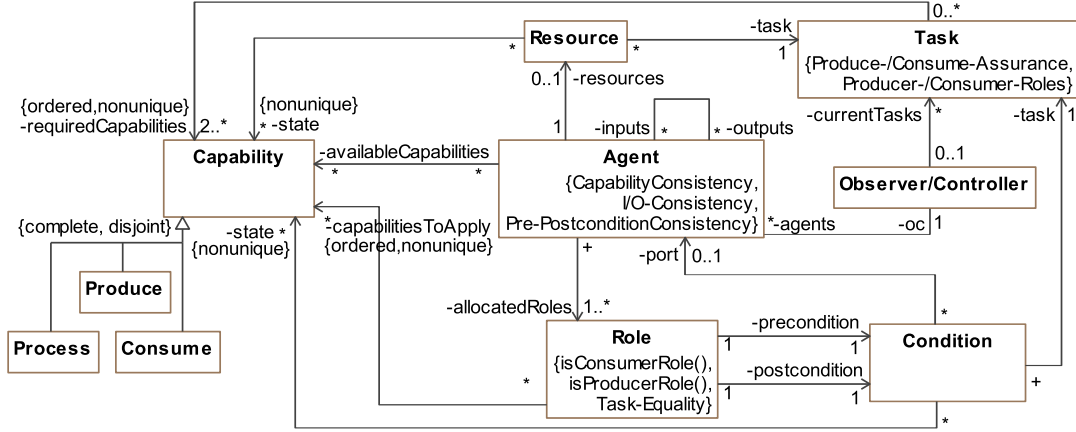 0..*
Resource
*
*
-task
1
Task
{Produce-/Consume-Assurance,
Producer-/Consumer-Roles}
0..1
-resources
{ordered,nonunique}
-requiredCapabilities
2..*
{nonunique}
*
-state
1
-inputs
*
*
-outputs
-currentTasks
*
-task
1
Capability
-availableCapabilities
*
*
Agent
{CapabilityConsistency,
I/O-Consistency,
Pre-PostconditionConsistency}
0..1
Observer/Controller
{complete, disjoint}
-state
*
{nonunique}
*
-capabilitiesToApply
{ordered,nonunique}
*
-agents
-oc
1
+
-port
0..1
Produce
Process
Consume
-allocatedRoles
1..*
Role
{isConsumerRole(),
isProducerRole(),
Task-Equality}
*
-precondition
1
1
-postcondition
1
1
*
Condition
+
*